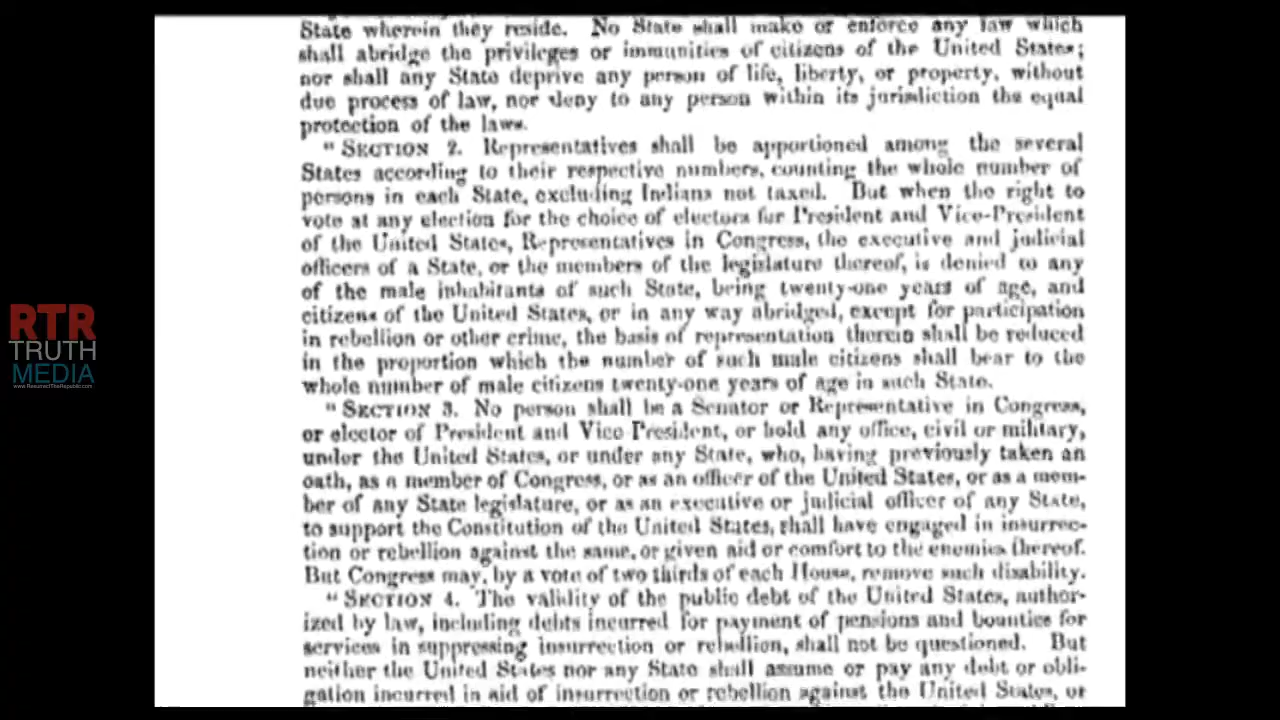 State wherein they reside. No State shall make or enforce any law which
shall abridge the privileges or immunities of citizens of the United States;
nor shall any State deprive any person of life, liberty, or property, without
due process of law, nor deny to any person within its jurisdiction the equal
protection of the laws.
"SECTION 2. Representatives shall be apportioned among the several
States according to their respective numbers, counting the whole number of
persons in each State, excluding Indians not taxed. But when the right to
vote at any election for the choice of electors for President and Vice-President
of the United States, Representatives in Congress, the executive and judicial
officers of a State, or the members of the legislature thereof, is denied to any
of the male inhabitants of such State, being twenty-one years of age, and
citizens of the United States, or in any way abridged, except for participation
in rebellion or other crime, the basis of representation therein shall be reduced
in the proportion which the number of such male citizens shall bear to the
whole number of male citizens twenty-one years of age in such State.
"SECTION 3. No person shall be a Senator or Representative in Congress,
or elector of President and Vice President, or hold any office, civil or military,
under the United States, or under any State, who, having previously taken an
oath, as a member of Congress, or as an officer of the United States, or as a mem-
ber of any State legislature, or as an executive or judicial officer of any State,
to support the Constitution of the United States, shall have engaged in insurrec-
tion or rebellion against the same, or given aid or comfort to the enemies thereof.
But Congress may, by a vote of two thirds of each House, remove such disability.
"SECTION 4. The validity of the public debt of the United States, author-
ized by law, including debts incurred for payment of pensions and bounties for
services in suppressing insurrection or rebellion, shall not be questioned. But
neither the United States nor any State shall assume or pay any debt or obli-
gation incurred in aid of insurrection or rebellion against the United States, or
RTR
TRUTH
MEDIA
www.ResurrectTheRepublic.com